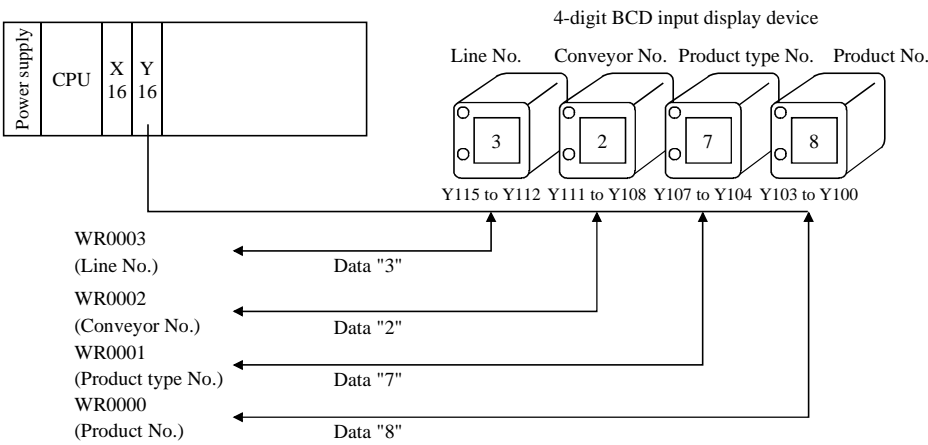 4-digit BCD input display device
Power supply
CPU
X
16
Y
16
Line No. Conveyor No. Product type No. Product No.
3 2 7 8
Y115 to Y112 Y111 to Y108 Y107 to Y104 Y103 to Y100
WR0003
(Line No.)
Data "3"
WR0002
(Conveyor No.)
Data "2"
WR0001
(Product type No.)
Data "7"
WR0000
(Product No.)
Data "8"